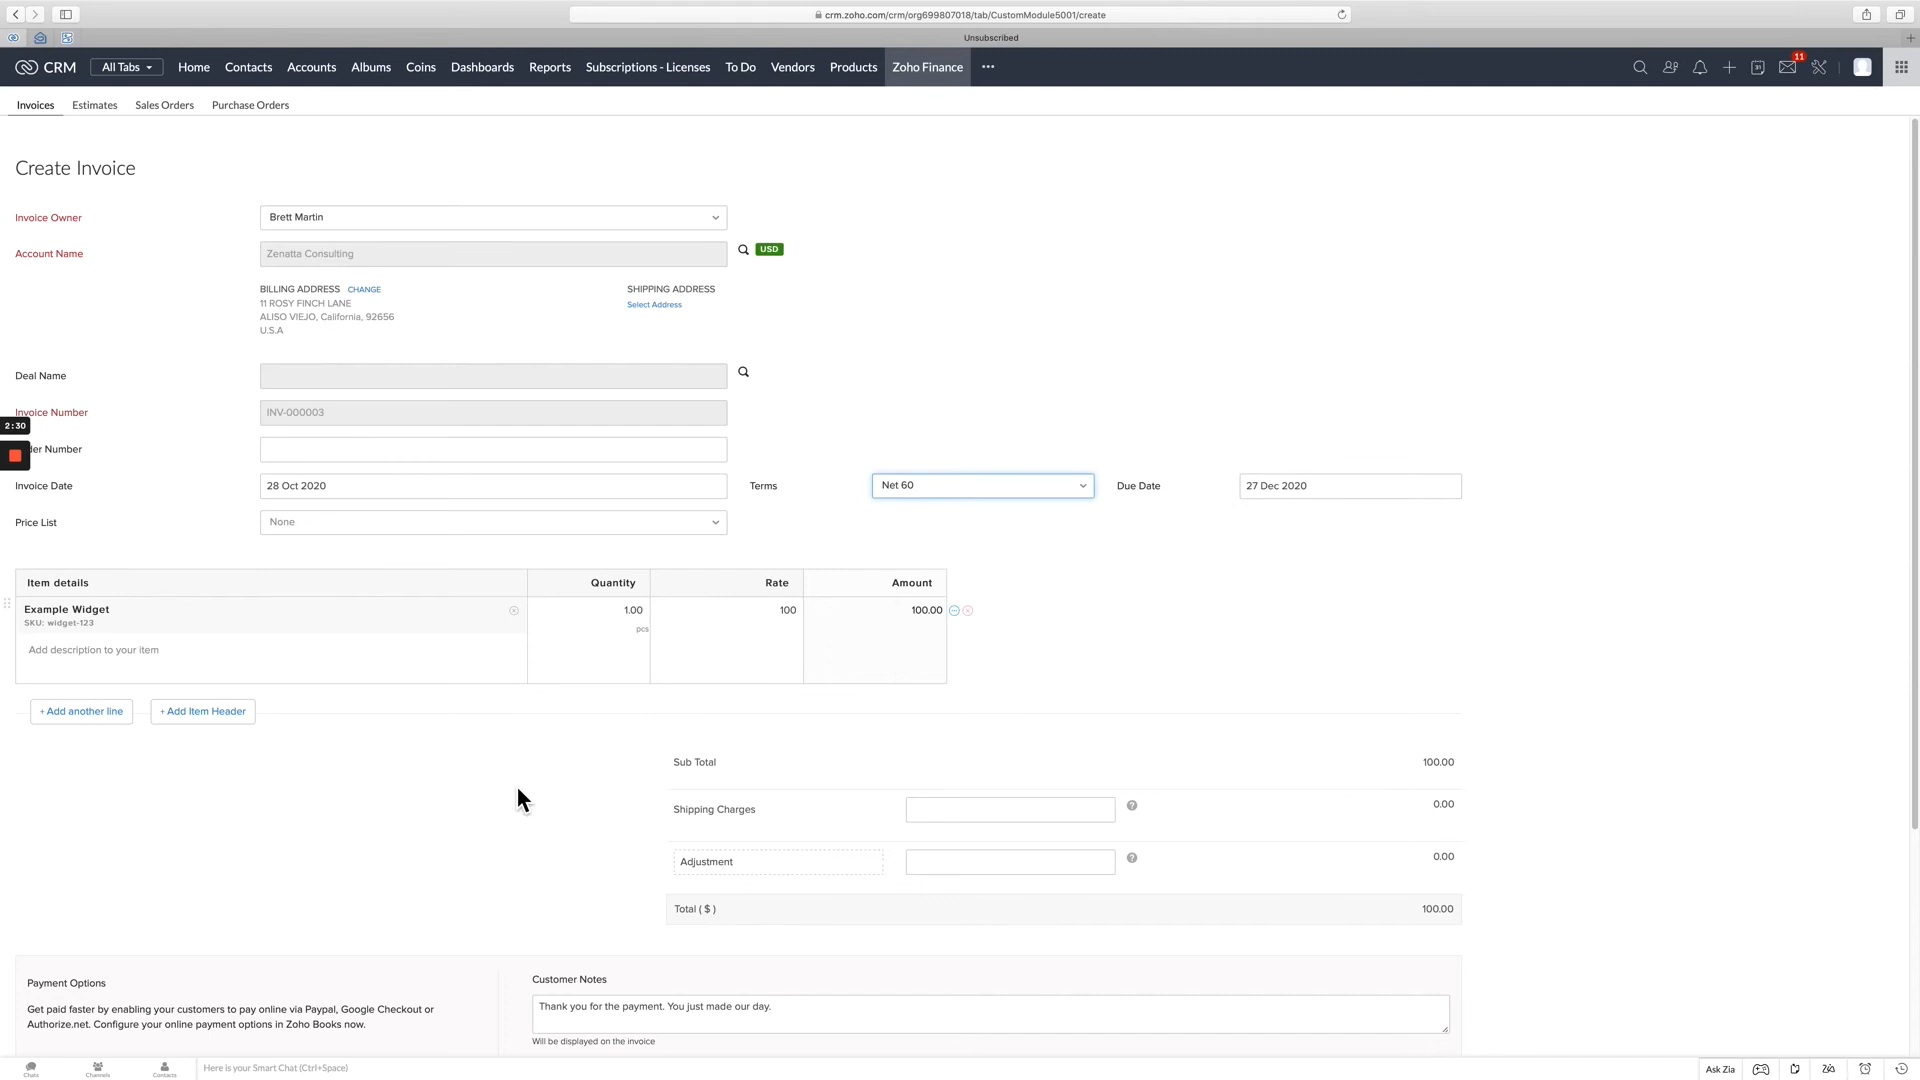 crm.zoho.com/crm/org699807018/tab/CustomModule5001/create
Unsubscribed
CRM
All Tabs
Home
Contacts
Accounts
Albums
Coins
Dashboards
Reports
Subscriptions - Licenses
To Do
Vendors
Products
Zoho Finance
11
Invoices
Estimates
Sales Orders
Purchase Orders
Create Invoice
Invoice Owner
Brett Martin
Account Name
Zenatta Consulting
USD
BILLING ADDRESS CHANGE
11 ROSY FINCH LANE
ALISO VIEJO, California, 92656
U.S.A
SHIPPING ADDRESS
Select Address
Deal Name
Invoice Number
INV-000003
2:30
der Number
Invoice Date
28 Oct 2020
Terms
Net 60
Due Date
27 Dec 2020
Price List
None
Item details
Quantity
Rate
Amount
Example Widget
SKU: widget-123
1.00
pcs
100
100.00
Add description to your item
+ Add another line
+ Add Item Header
Sub Total
100.00
Shipping Charges
?
0.00
Adjustment
?
0.00
Total ( $ )
100.00
Payment Options
Get paid faster by enabling your customers to pay online via Paypal, Google Checkout or
Authorize.net. Configure your online payment options in Zoho Books now.
Customer Notes
Thank you for the payment. You just made our day.
Will be displayed on the invoice
Chats
Channels
Contacts
Here is your Smart Chat (Ctrl+Space)
Ask Zia